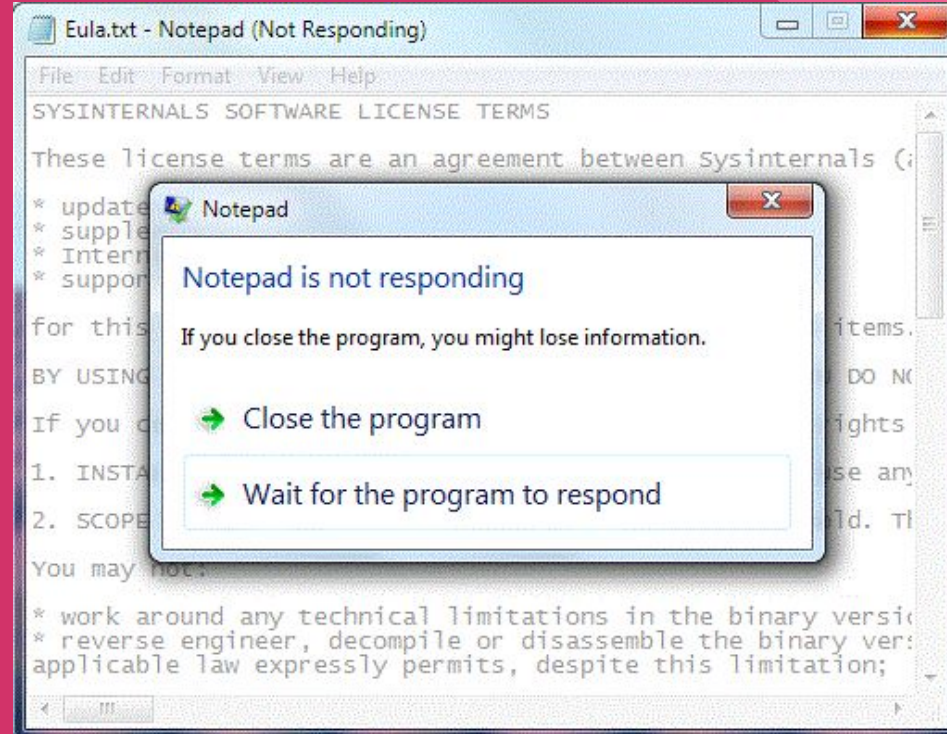 Eula.txt - Notepad (Not Responding)
File Edit Format View Help
SYSINTERNALS SOFTWARE LICENSE TERMS
These license terms are an agreement between Sysinternals
* update
* supple
* Intern
* suppor
Notepad
Notepad is not responding
If you close the program, you might lose information.
Close the program
Wait for the program to respond
for this items.
BY USING DO NO
If you c ights
1. INSTA se any
2. SCOPE ld. Th
You may not:
* work around any technical limitations in the binary versio
* reverse engineer, decompile or disassemble the binary vers
applicable law expressly permits, despite this limitation;